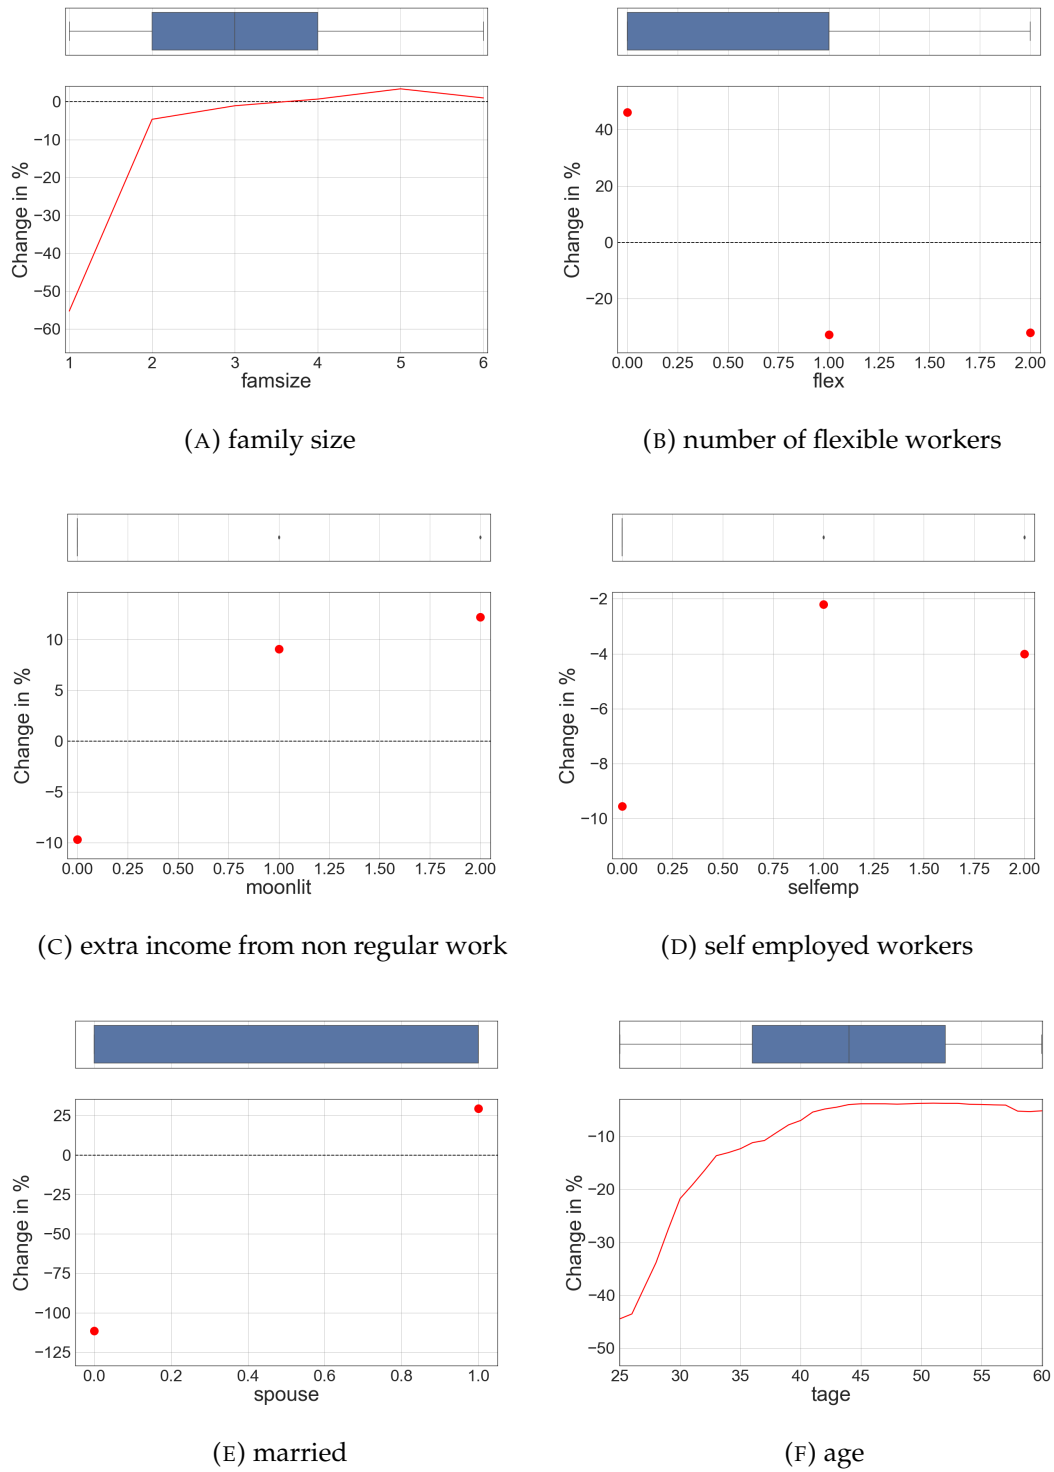 0
−10
−20
−30
−40
−50
−60
Change in %
1 2 3 4 5 6
famsize
(A) family size
40
20
0
−20
Change in %
0.00 0.25 0.50 0.75 1.00 1.25 1.50 1.75 2.00
flex
(B) number of flexible workers
10
5
0
−5
−10
Change in %
0.00 0.25 0.50 0.75 1.00 1.25 1.50 1.75 2.00
moonlit
(C) extra income from non regular work
−2
−4
−6
−8
−10
Change in %
0.00 0.25 0.50 0.75 1.00 1.25 1.50 1.75 2.00
selfemp
(D) self employed workers
25
0
−25
−50
−75
−100
−125
Change in %
0.0 0.2 0.4 0.6 0.8 1.0
spouse
(E) married
−10
−20
−30
−40
−50
Change in %
25 30 35 40 45 50 55 60
tage
(F) age